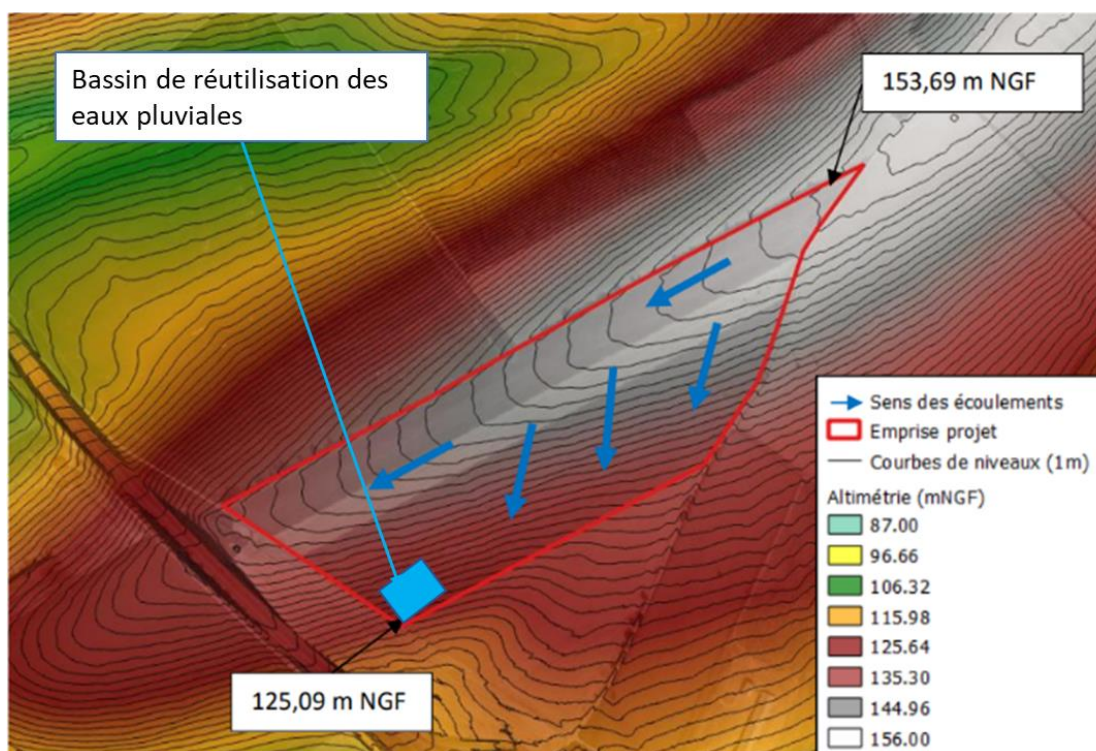 Bassin de réutilisation des
eaux pluviales
153,69 m NGF
125,09 m NGF
Sens des écoulements
Emprise projet
Courbes de niveaux (1m)
Altimétrie (mNGF)
87.00
96.66
106.32
115.98
125.64
135.30
144.96
156.00